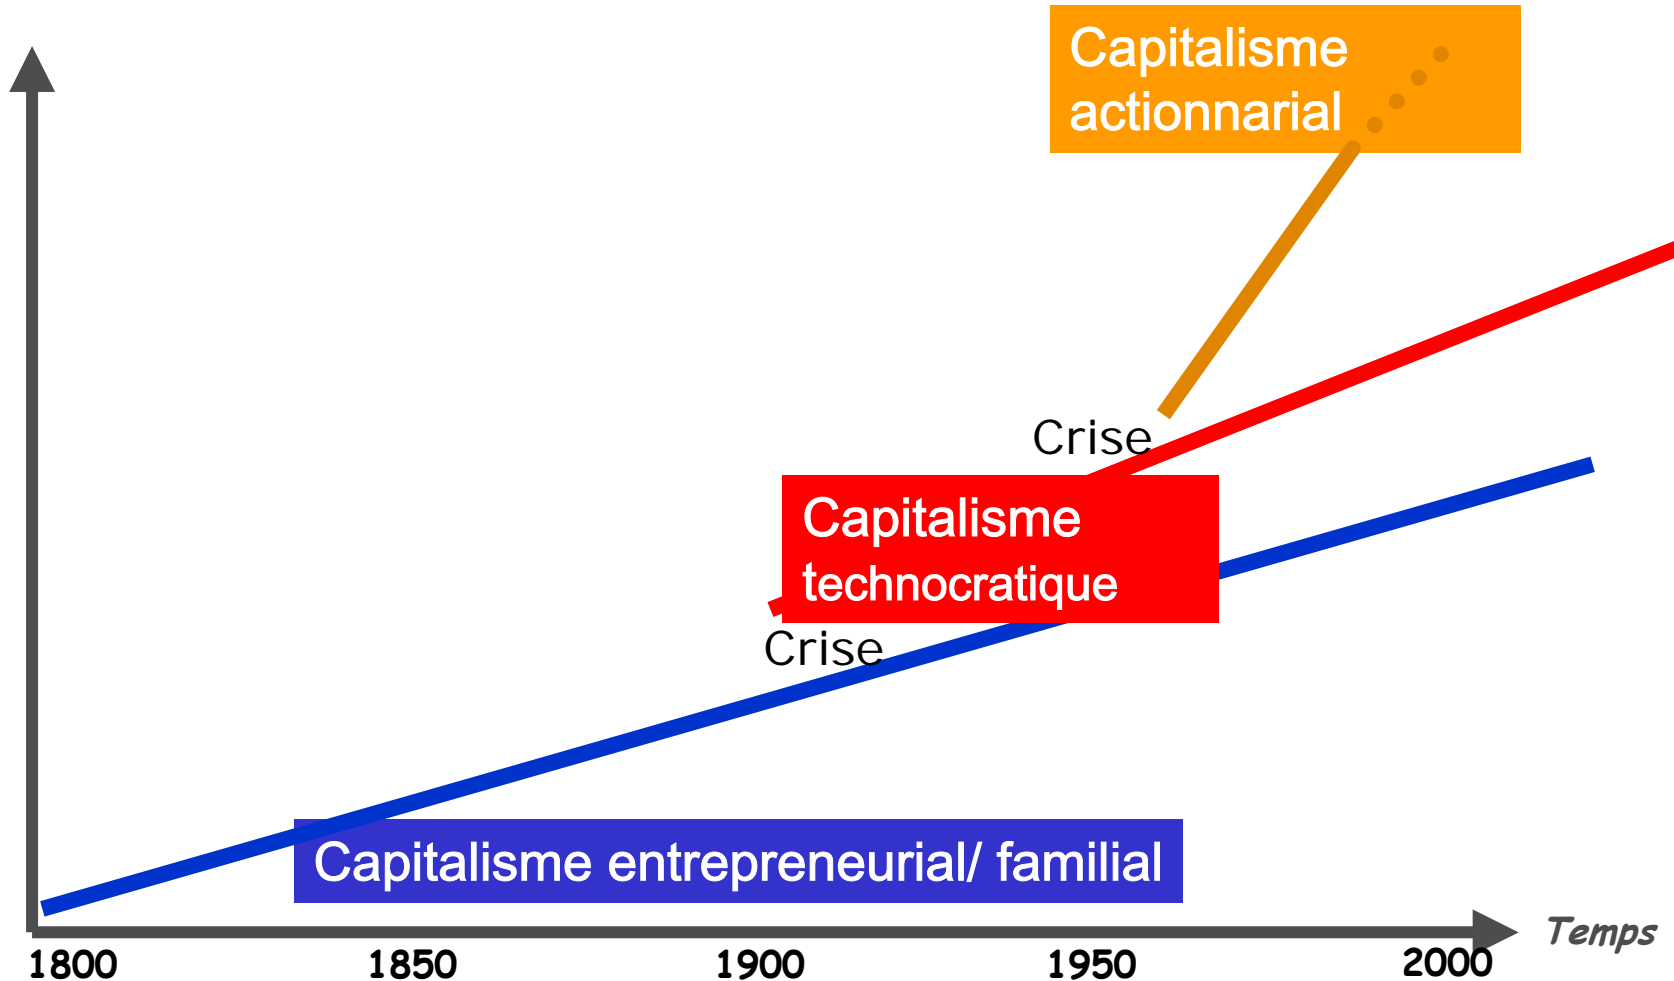 Capitalisme
actionnarial
Crise
Capitalisme
technocratique
Crise
Capitalisme entrepreneurial/ familial
Temps
1800 1850 1900 1950 2000